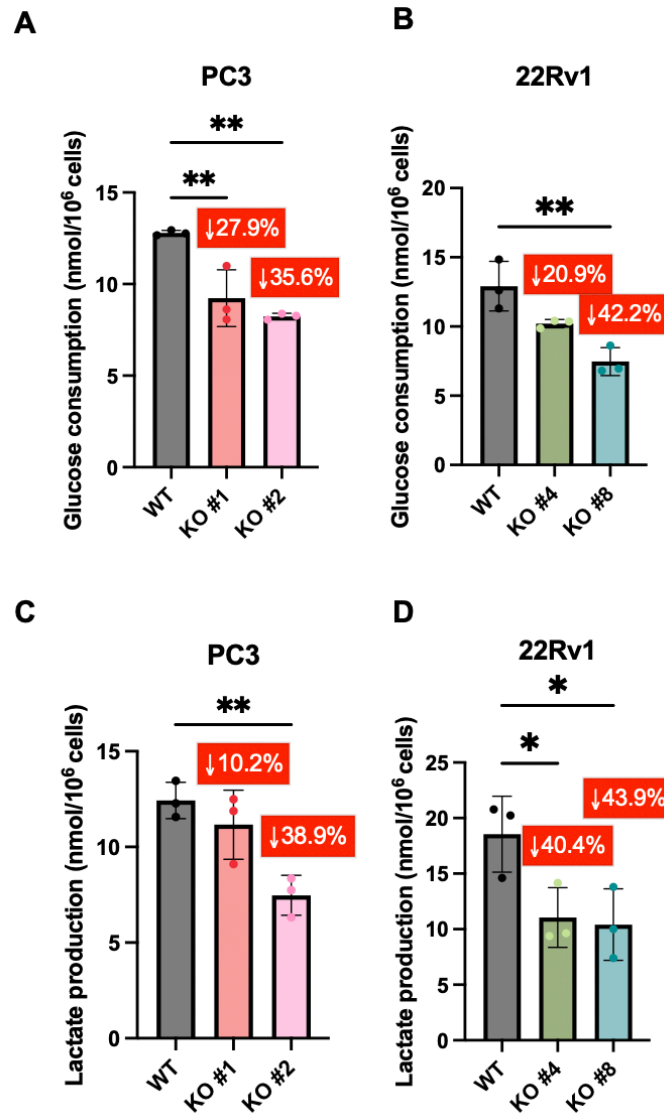 A
PC3
Glucose consumption (nmol/10⁶ cells)
**
**
↓27.9%
↓35.6%
15
10
5
0
WT
KO #1
KO #2
B
22Rv1
Glucose consumption (nmol/10⁶ cells)
**
↓20.9%
↓42.2%
20
15
10
5
0
WT
KO #4
KO #8
C
PC3
Lactate production (nmol/10⁶ cells)
**
↓10.2%
↓38.9%
15
10
5
0
WT
KO #1
KO #2
D
22Rv1
Lactate production (nmol/10⁶ cells)
*
*
↓43.9%
↓40.4%
25
20
15
10
5
0
WT
KO #4
KO #8